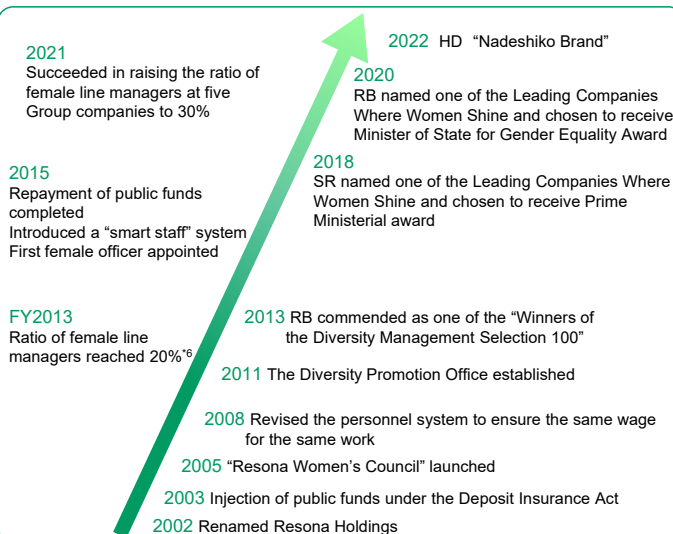 2021
Succeeded in raising the ratio of
female line managers at five
Group companies to 30%
2015
Repayment of public funds
completed
Introduced a “smart staff” system
First female officer appointed
FY2013
Ratio of female line
managers reached 20%*6
2022 HD “Nadeshiko Brand”
2020
RB named one of the Leading Companies
Where Women Shine and chosen to receive
Minister of State for Gender Equality Award
2018
SR named one of the Leading Companies Where
Women Shine and chosen to receive Prime
Ministerial award
2013 RB commended as one of the “Winners of
the Diversity Management Selection 100”
2011 The Diversity Promotion Office established
2008 Revised the personnel system to ensure the same wage
for the same work
2005 “Resona Women’s Council” launched
2003 Injection of public funds under the Deposit Insurance Act
2002 Renamed Resona Holdings